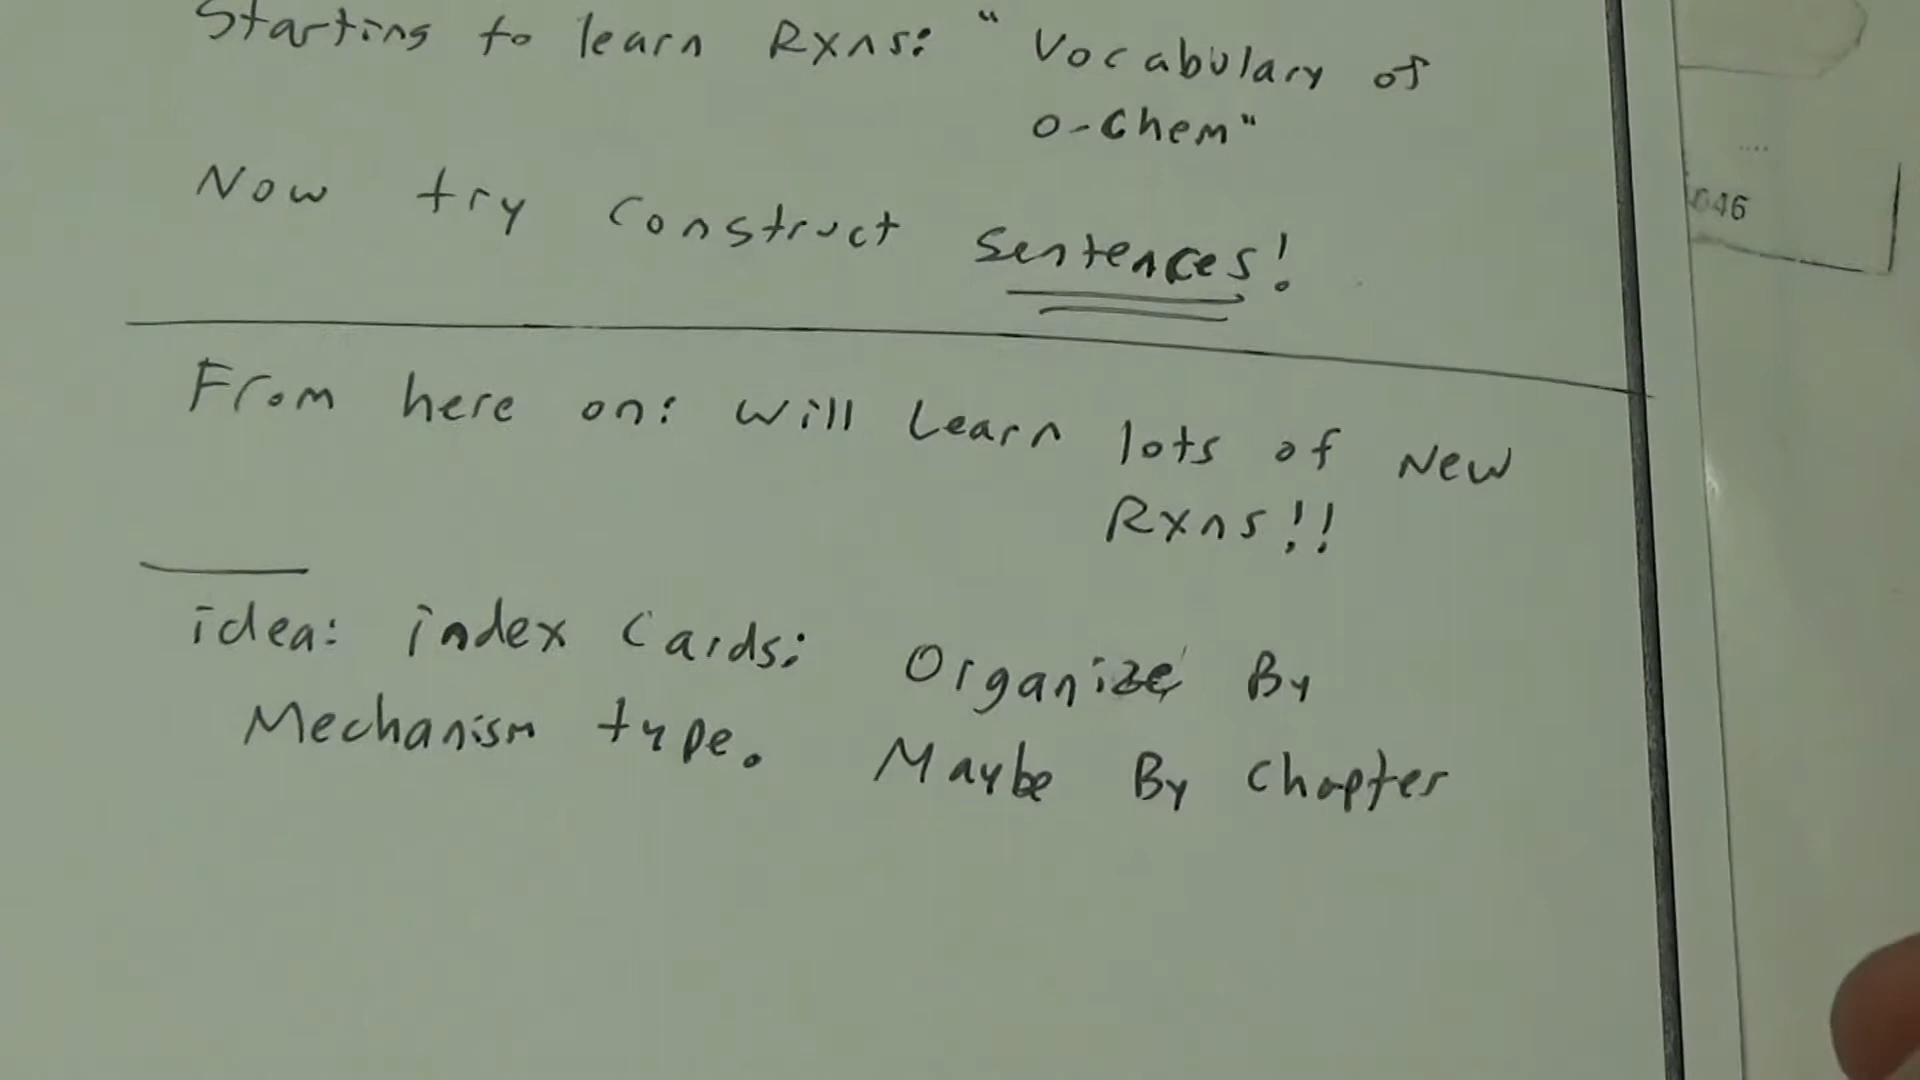 Starting to learn Rxns: "Vocabulary of
O-Chem"
Now try construct sentences!
From here on: will Learn lots of New
Rxns!!
idea: index Cards: Organize By
Mechanism type. Maybe By Chapter